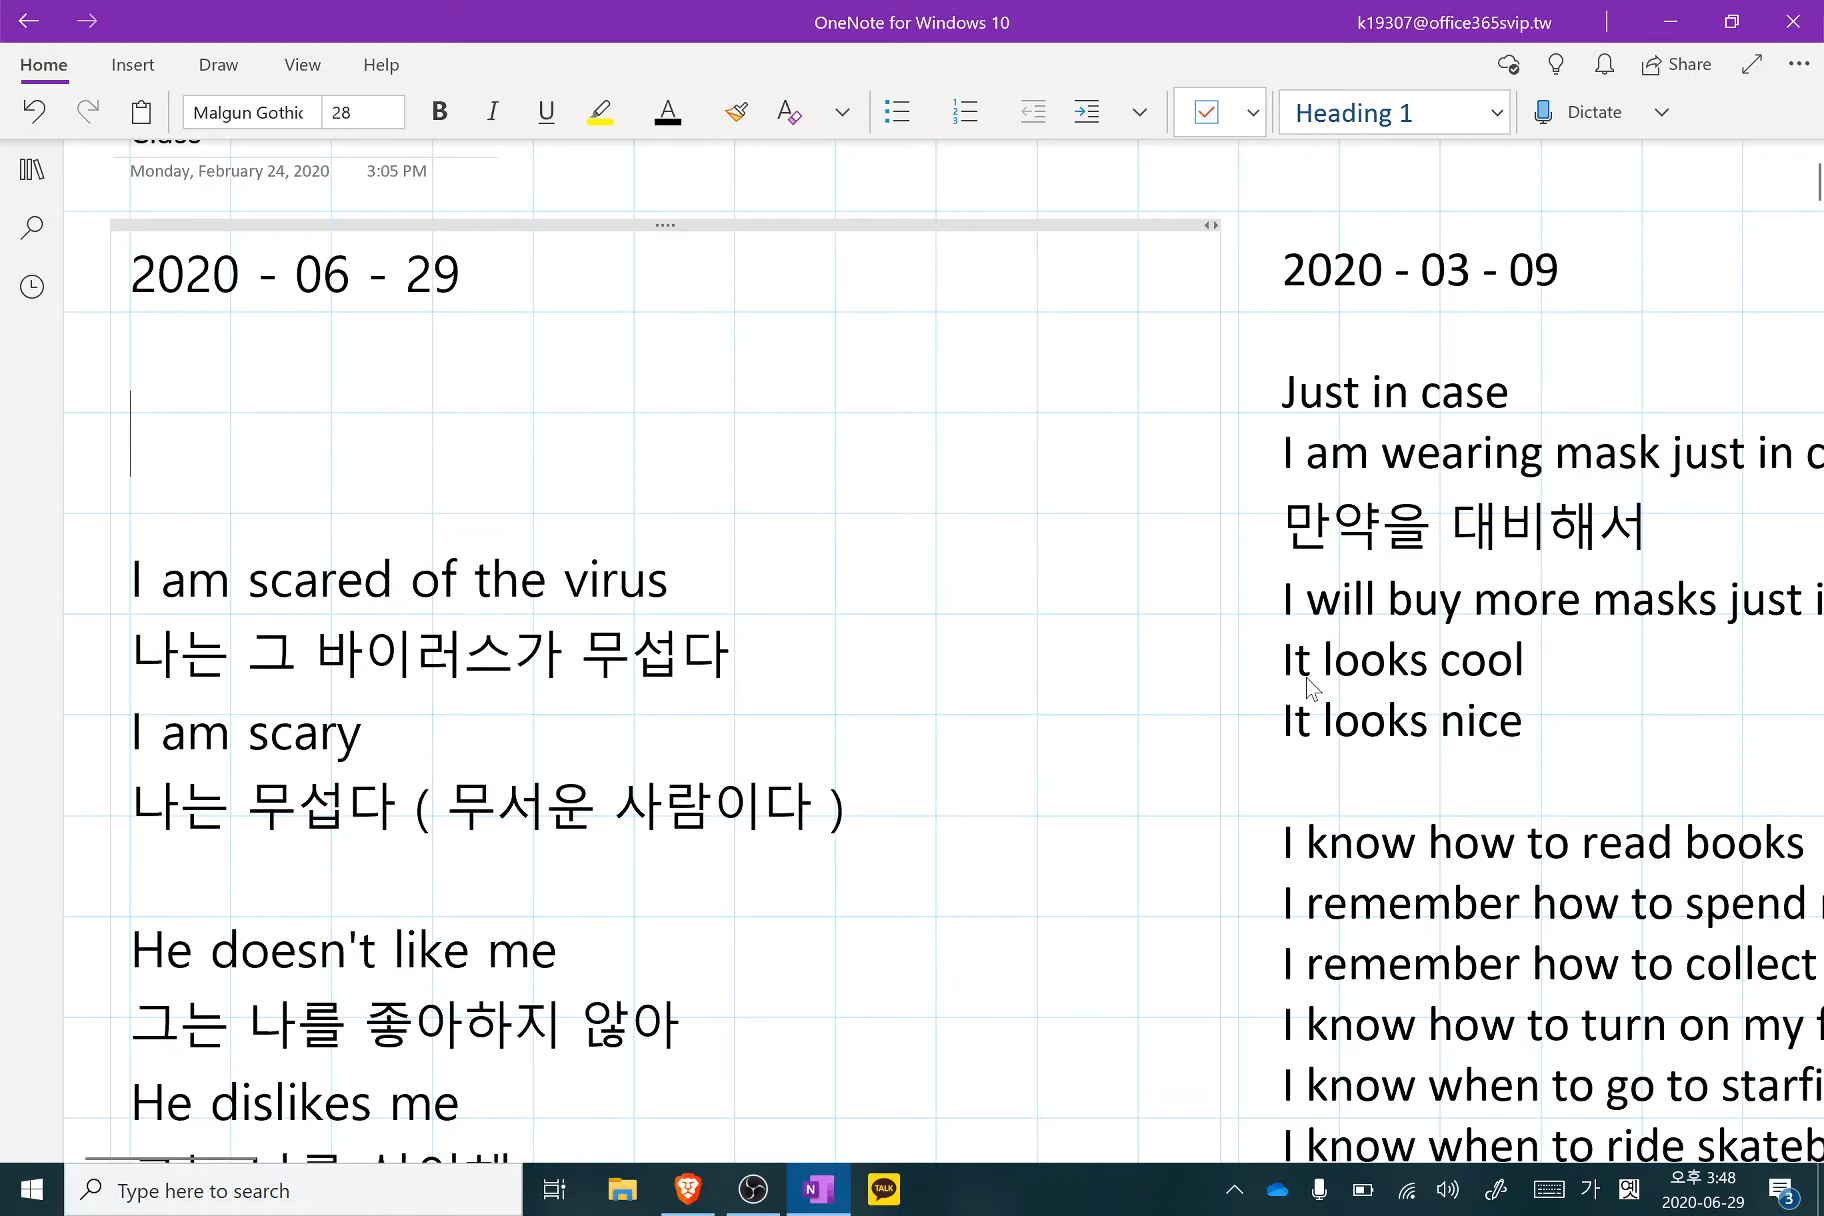 OneNote for Windows 10
k19307@office365svip.tw
Home
Insert
Draw
View
Help
Share
Malgun Gothic
28
B
I
U
A
A
Heading 1
Dictate
Monday, February 24, 2020
3:05 PM
2020 - 06 - 29
I am scared of the virus
나는 그 바이러스가 무섭다
I am scary
나는 무섭다 ( 무서운 사람이다 )
He doesn't like me
그는 나를 좋아하지 않아
He dislikes me
2020 - 03 - 09
Just in case
I am wearing mask just in
만약을 대비해서
I will buy more masks just
It looks cool
It looks nice
I know how to read books
I remember how to spend
I remember how to collect
I know how to turn on my
I know when to go to
I know when to ride
Type here to search
N
TALK
가
오후 3:48
2020-06-29
3